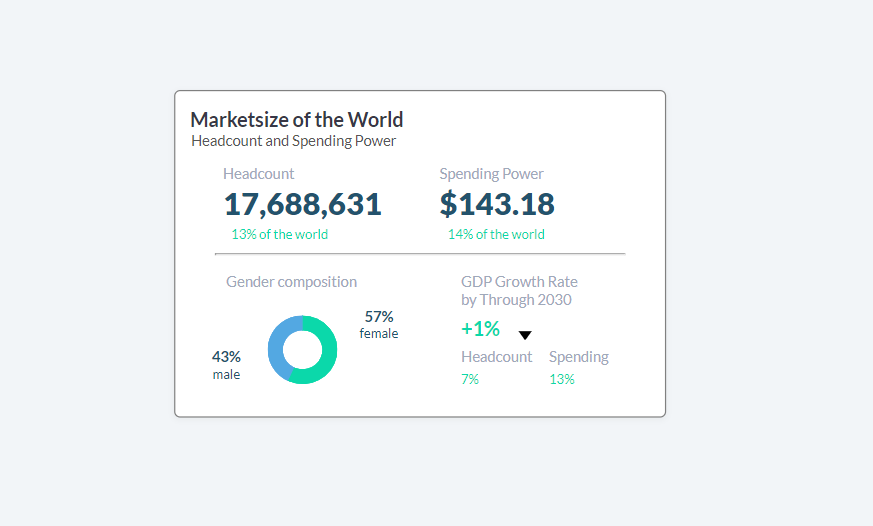 Marketsize of the World
Headcount and Spending Power
Headcount
17,688,631
13% of the world
Spending Power
$143.18
14% of the world
Gender composition
57%
female
43%
male
GDP Growth Rate
by Through 2030
+1%
Headcount Spending
7% 13%